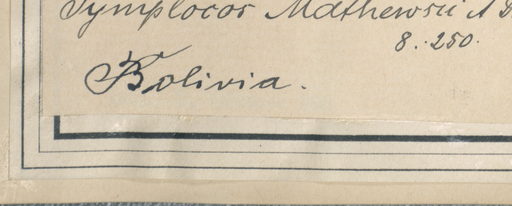 Symplocos Mathewsii A D
8. 250.
Bolivia.